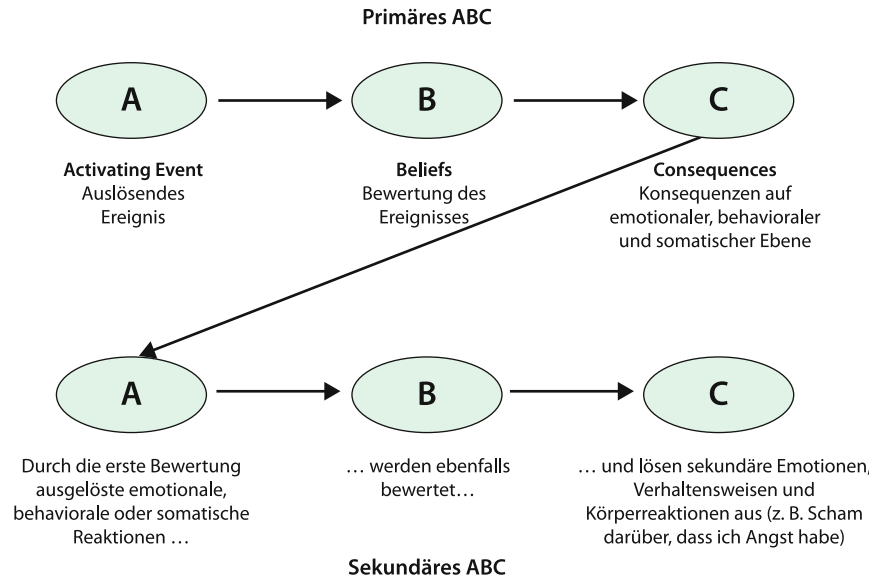 Primäres ABC
A
B
C
Activating Event
Auslösendes
Ereignis
Beliefs
Bewertung des
Ereignisses
Consequences
Konsequenzen auf
emotionaler, behavioraler
und somatischer Ebene
A
B
C
Durch die erste Bewertung
ausgelöste emotionale,
behaviorale oder somatische
Reaktionen …
… werden ebenfalls
bewertet…
… und lösen sekundäre Emotionen,
Verhaltensweisen und
Körperreaktionen aus (z. B. Scham
darüber, dass ich Angst habe)
Sekundäres ABC